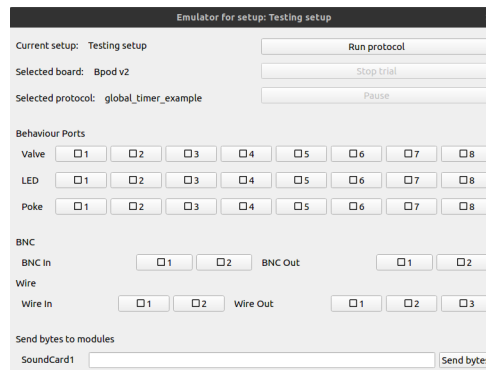 Emulator for setup: Testing setup
Current setup: Testing setup
Run protocol
Selected board: Bpod v2
Stop trial
Selected protocol: global_timer_example
Pause
Behaviour Ports
Valve 1 2 3 4 5 6 7 8
LED 1 2 3 4 5 6 7 8
Poke 1 2 3 4 5 6 7 8
BNC
BNC In 1 2 BNC Out 1 2
Wire
Wire In 1 2 Wire Out 1 2 3
Send bytes to modules
SoundCard1 Send byte